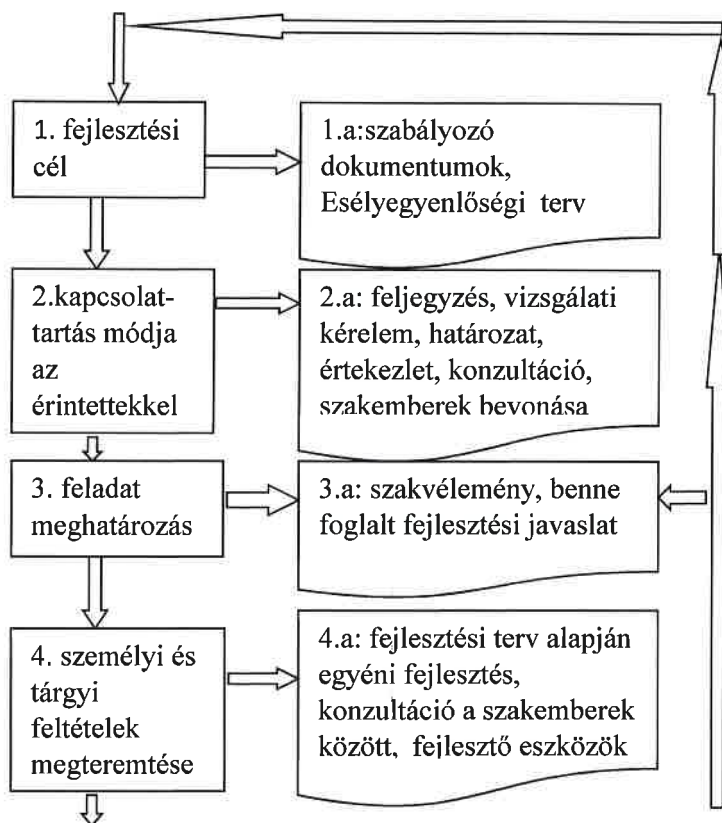 1. fejlesztési
cél
1.a:szabályozó
dokumentumok,
Esélyegyenlőségi terv
2.kapcsolat-
tartás módja
az
érintettekkel
2.a: feljegyzés, vizsgálati
kérelem, határozat,
értekezlet, konzultáció,
szakemberek bevonása
3. feladat
meghatározás
3.a: szakvélemény, benne
foglalt fejlesztési javaslat
4. személyi és
tárgyi
feltételek
megteremtése
4.a: fejlesztési terv alapján
egyéni fejlesztés,
konzultáció a szakemberek
között, fejlesztő eszközök